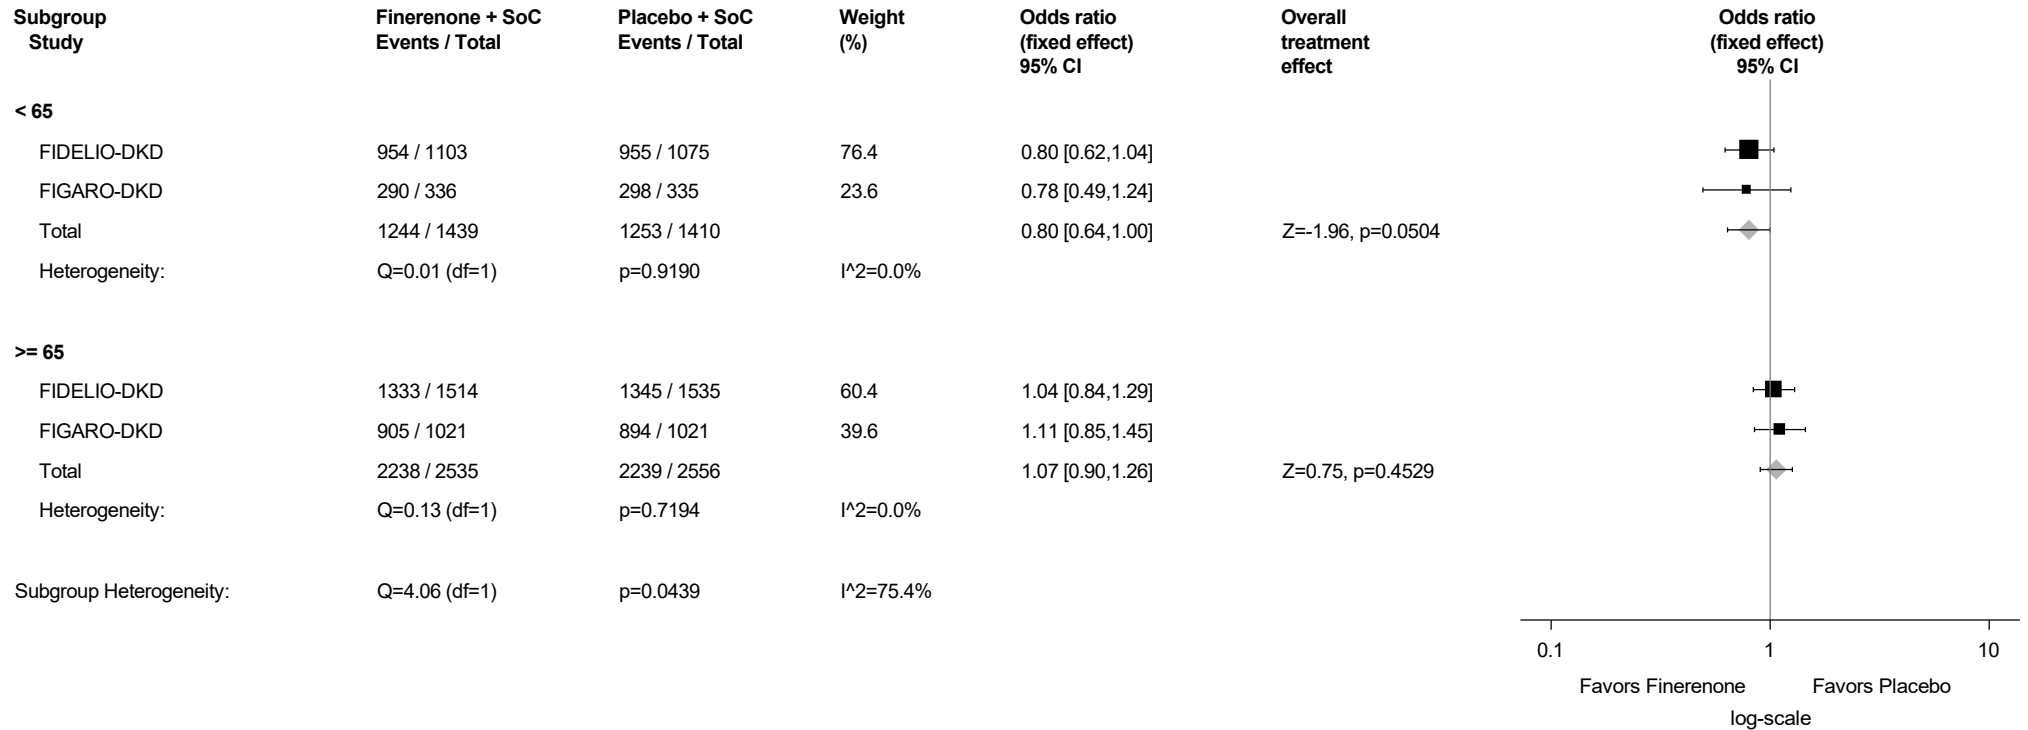 Subgroup Finerenone + SoC Placebo + SoC Weight Odds ratio Overall Odds ratio
Study Events / Total Events / Total (%) (fixed effect) treatment (fixed effect)
95% CI effect 95% CI
< 65
FIDELIO-DKD 954 / 1103 955 / 1075 76.4 0.80 [0.62,1.04]
FIGARO-DKD 290 / 336 298 / 335 23.6 0.78 [0.49,1.24]
Total 1244 / 1439 1253 / 1410 0.80 [0.64,1.00] Z=-1.96, p=0.0504
Heterogeneity: Q=0.01 (df=1) p=0.9190 I^2=0.0%
>= 65
FIDELIO-DKD 1333 / 1514 1345 / 1535 60.4 1.04 [0.84,1.29]
FIGARO-DKD 905 / 1021 894 / 1021 39.6 1.11 [0.85,1.45]
Total 2238 / 2535 2239 / 2556 1.07 [0.90,1.26] Z=0.75, p=0.4529
Heterogeneity: Q=0.13 (df=1) p=0.7194 I^2=0.0%
Subgroup Heterogeneity: Q=4.06 (df=1) p=0.0439 I^2=75.4%
0.1 1 10
Favors Finerenone Favors Placebo
log-scale